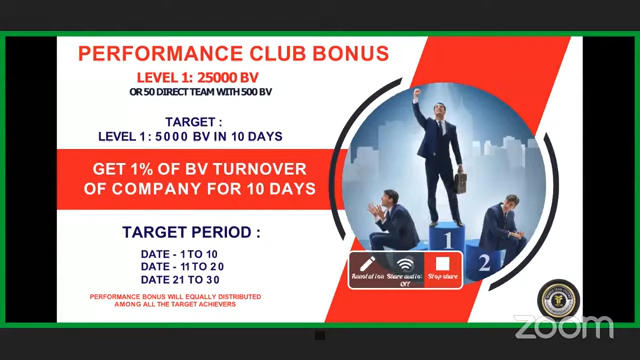 PERFORMANCE CLUB BONUS
LEVEL 1: 25000 BV
OR 50 DIRECT TEAM WITH 500 BV
TARGET :
LEVEL 1: 5000 BV IN 10 DAYS
GET 1% OF BV TURNOVER
OF COMPANY FOR 10 DAYS
TARGET PERIOD :
DATE - 1 TO 10
DATE - 11 TO 20
DATE 21 TO 30
PERFORMANCE BONUS WILL EQUALLY DISTRIBUTED
AMONG ALL THE TARGET ACHIEVERS
1
2
Annotation
Share audio:
Off
Stop share
zoom